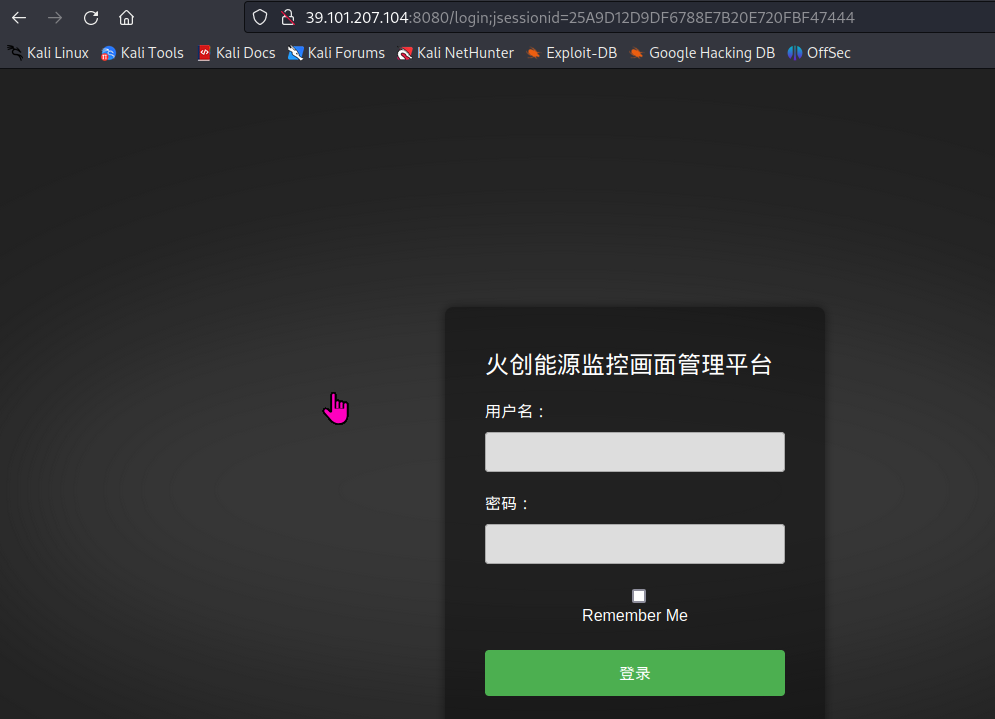 39.101.207.104:8080/login;jsessionid=25A9D12D9DF6788E7B20E720FBF47444
Kali Linux Kali Tools Kali Docs Kali Forums Kali NetHunter Exploit-DB Google Hacking DB OffSec
火创能源监控画面管理平台
用户名：
密码：
Remember Me
登录